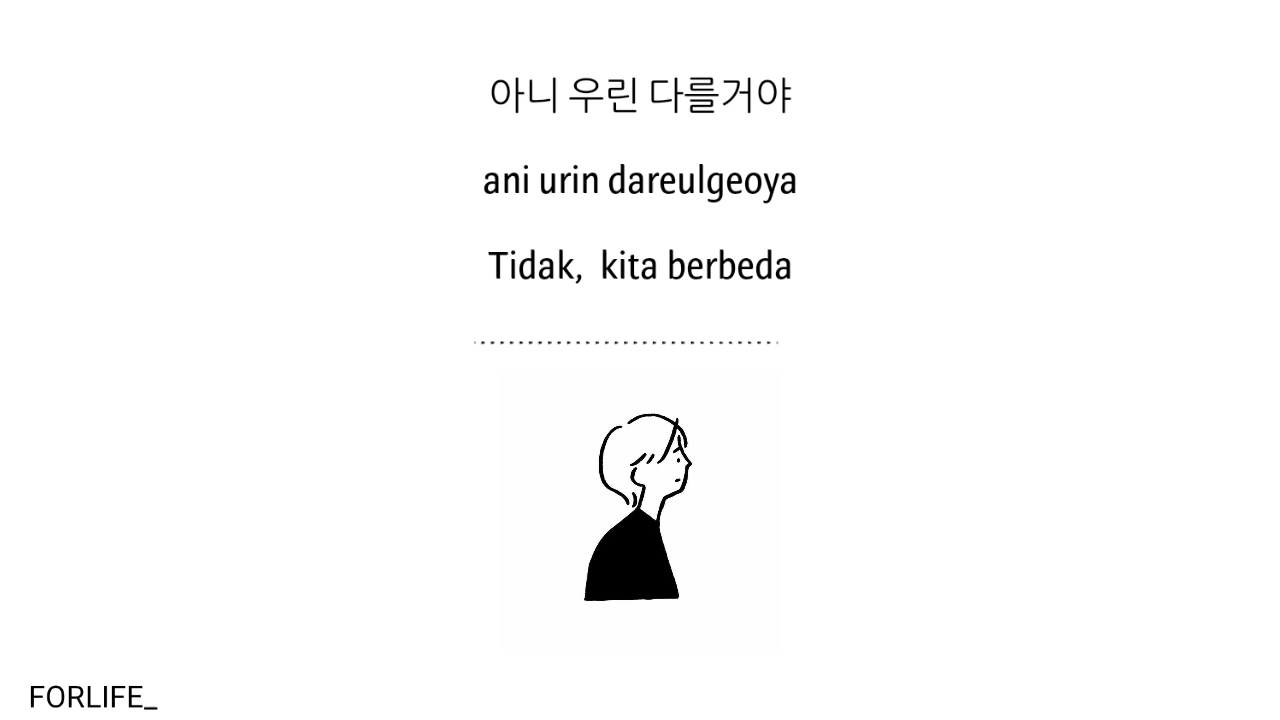 아니 우린 다를거야
ani urin dareulgeoya
Tidak,  kita berbeda
FORLIFE_